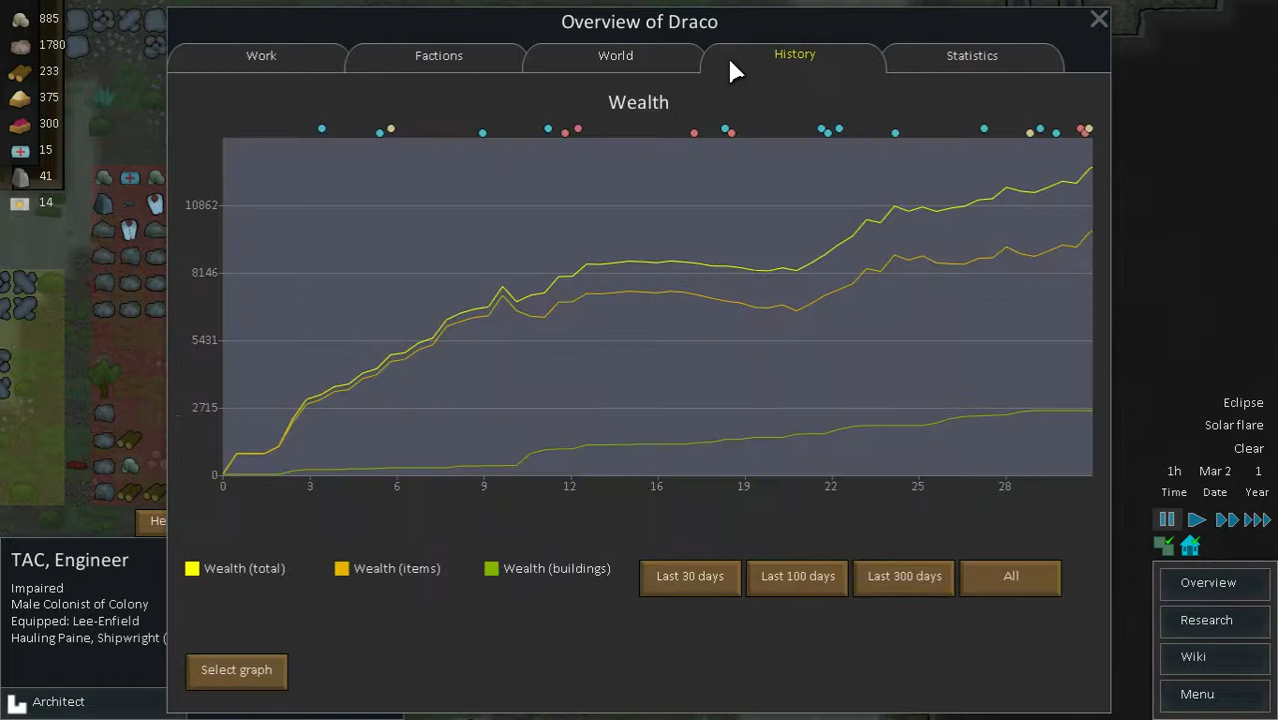 885
1780
233
375
300
15
41
14
Overview of Draco
Work
Factions
World
History
Statistics
Wealth
10862
8146
5431
2715
0
0 3 6 9 12 16 19 22 25 28
Wealth (total)
Wealth (items)
Wealth (buildings)
Last 30 days
Last 100 days
Last 300 days
All
Select graph
He
TAC, Engineer
Impaired
Male Colonist of Colony
Equipped: Lee-Enfield
Hauling Paine, Shipwright (
Architect
Eclipse
Solar flare
Clear
1h Mar 2 1
Time Date Year
Overview
Research
Wiki
Menu